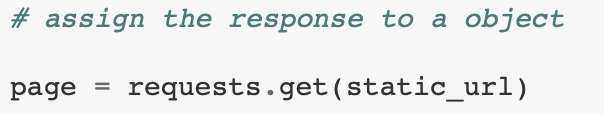 # assign the response to a object
page = requests.get(static_url)